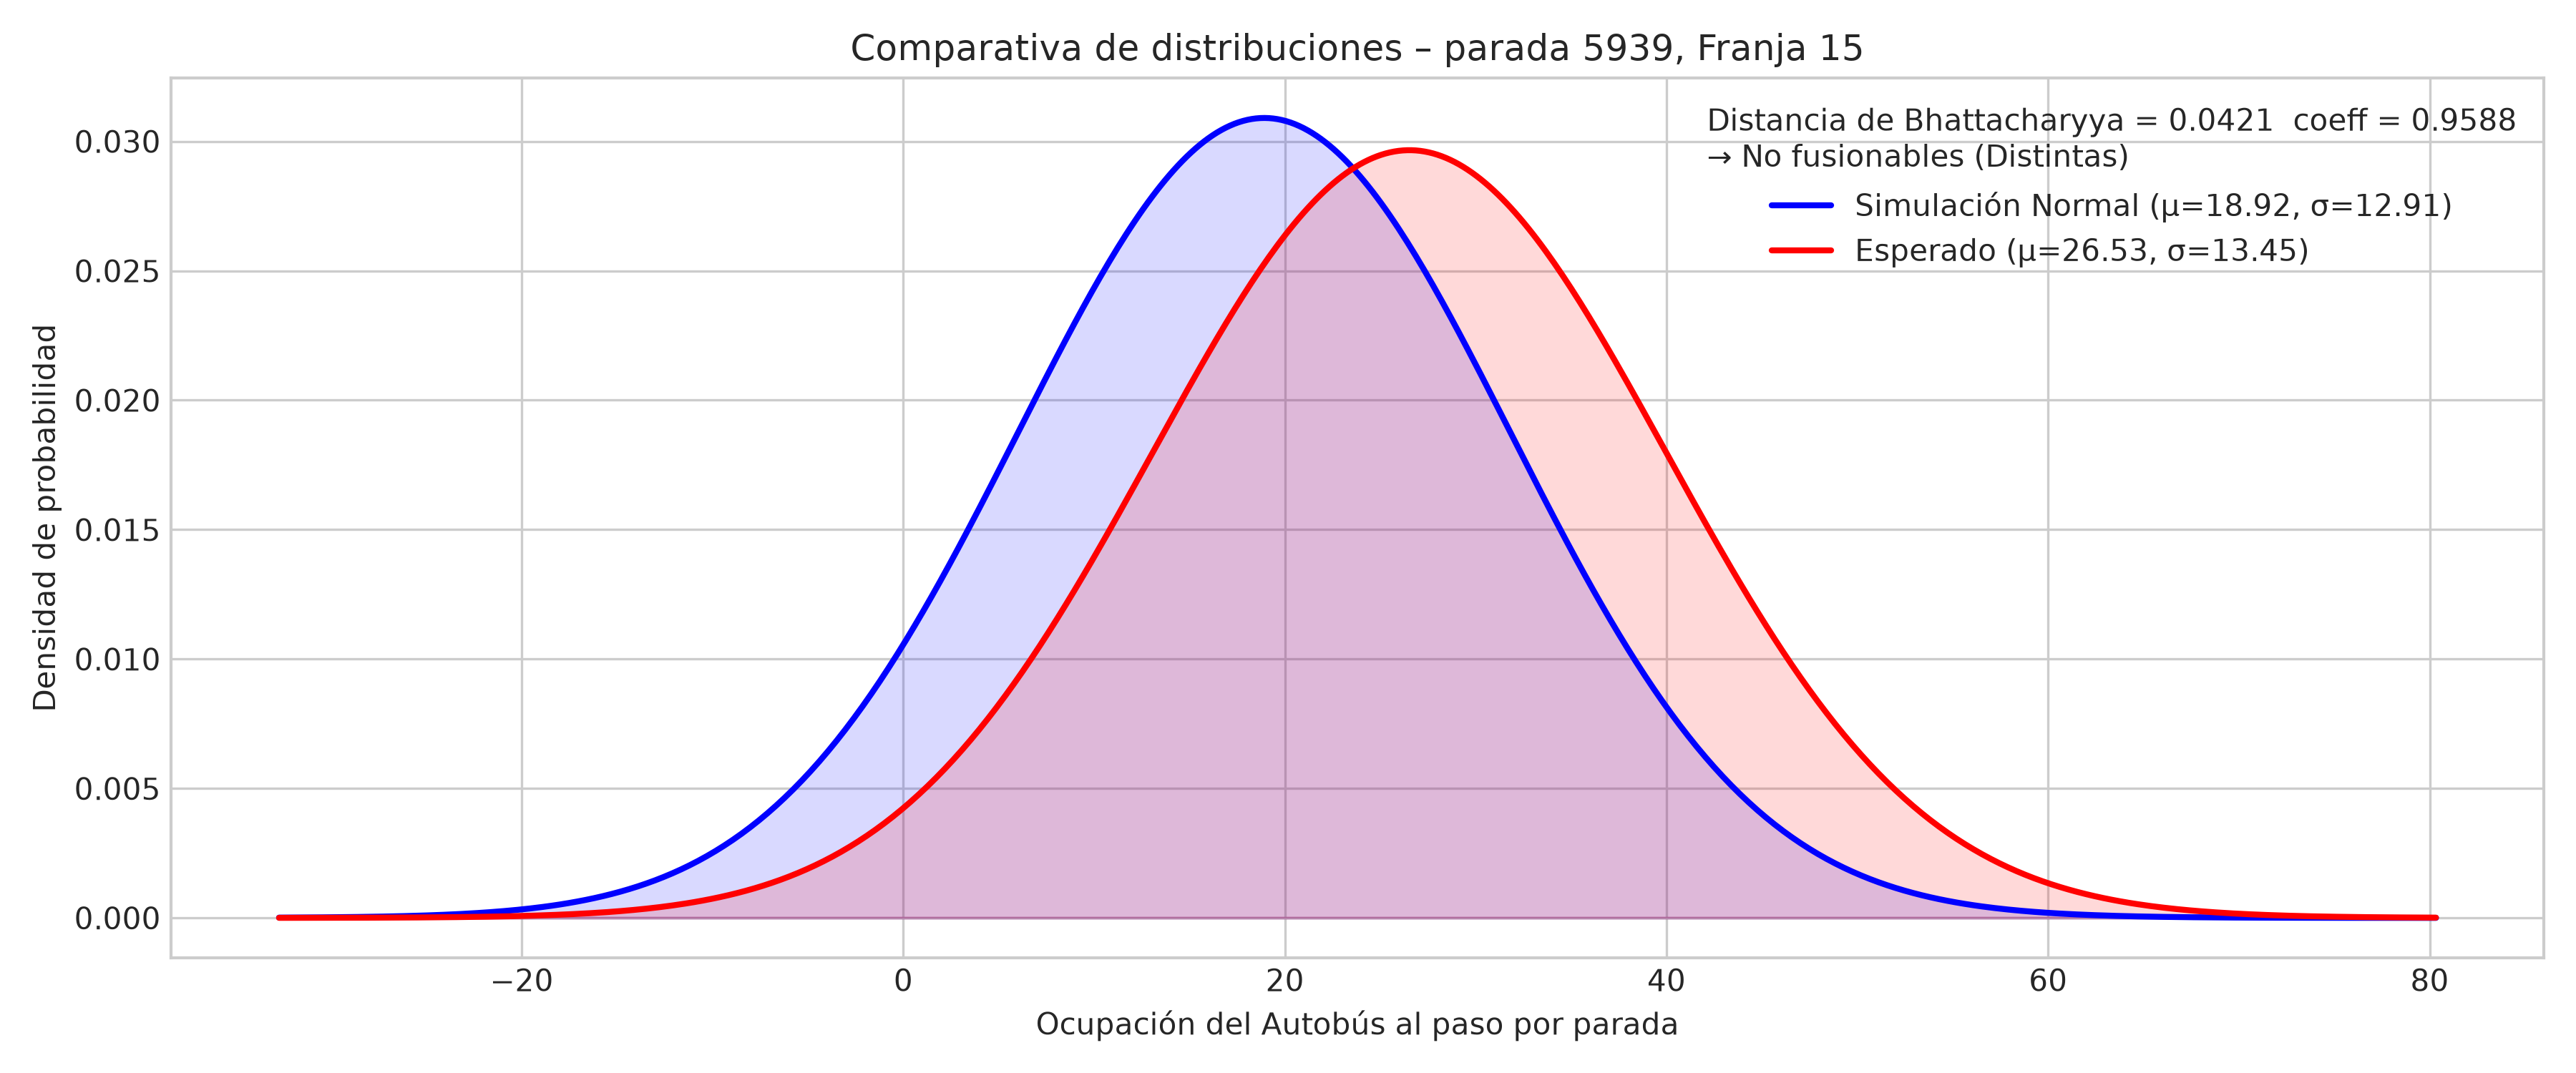 Comparativa de distribuciones – parada 5939, Franja 15
Distancia de Bhattacharyya = 0.0421  coeff = 0.9588
→ No fusionables (Distintas)
Simulación Normal (μ=18.92, σ=12.91)
Esperado (μ=26.53, σ=13.45)
Densidad de probabilidad
0.030
0.025
0.020
0.015
0.010
0.005
0.000
−20 0 20 40 60 80
Ocupación del Autobús al paso por parada